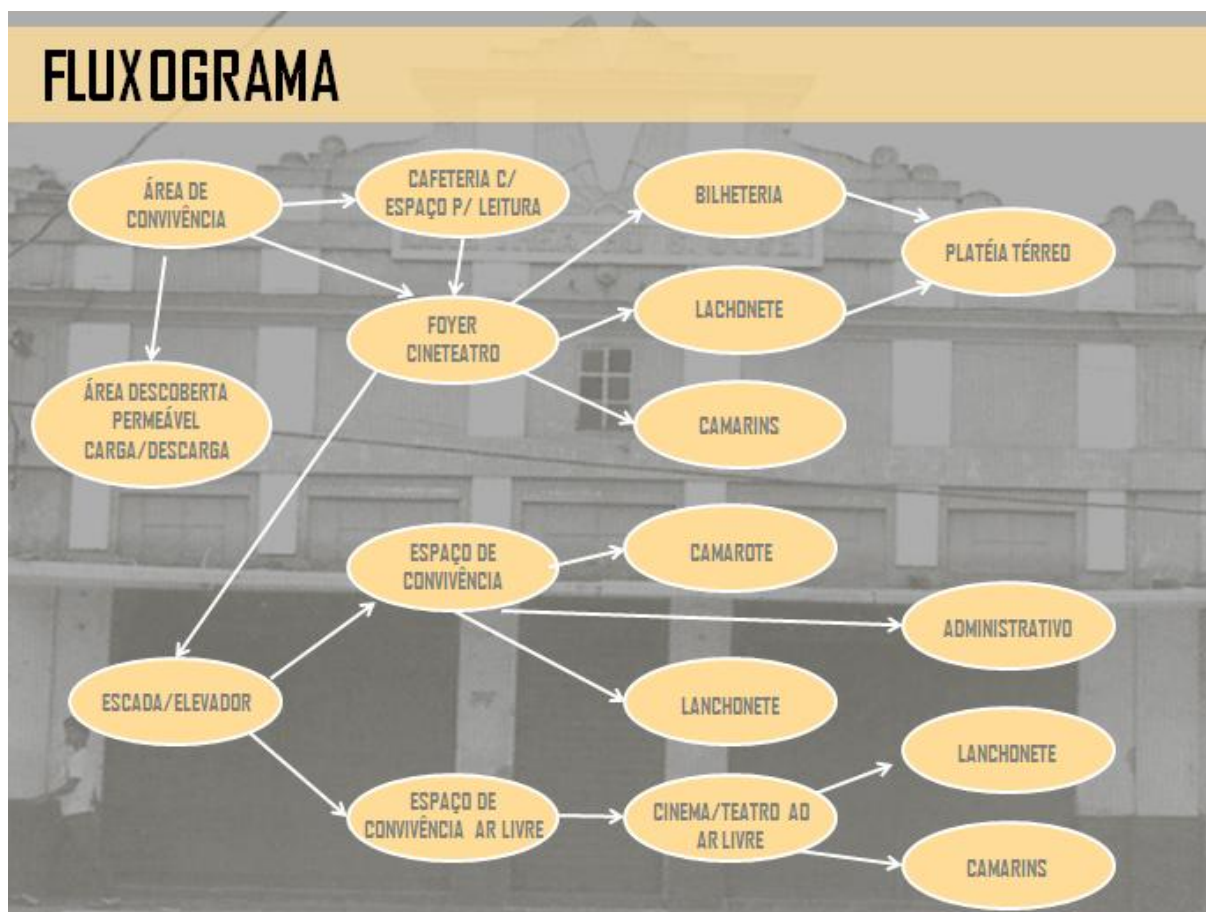 FLUXOGRAMA
ÁREA DE
CONVIVÊNCIA
CAFETERIA C/
ESPAÇO P/ LEITURA
BILHETERIA
PLATÉIA TÉRREO
FOYER
CINETEATRO
LACHONETE
ÁREA DESCOBERTA
PERMEÁVEL
CARGA/DESCARGA
CAMARINS
ESPAÇO DE
CONVIVÊNCIA
CAMAROTE
ADMINISTRATIVO
ESCADA/ELEVADOR
LANCHONETE
LANCHONETE
ESPAÇO DE
CONVIVÊNCIA AR LIVRE
CINEMA/TEATRO AO
AR LIVRE
CAMARINS